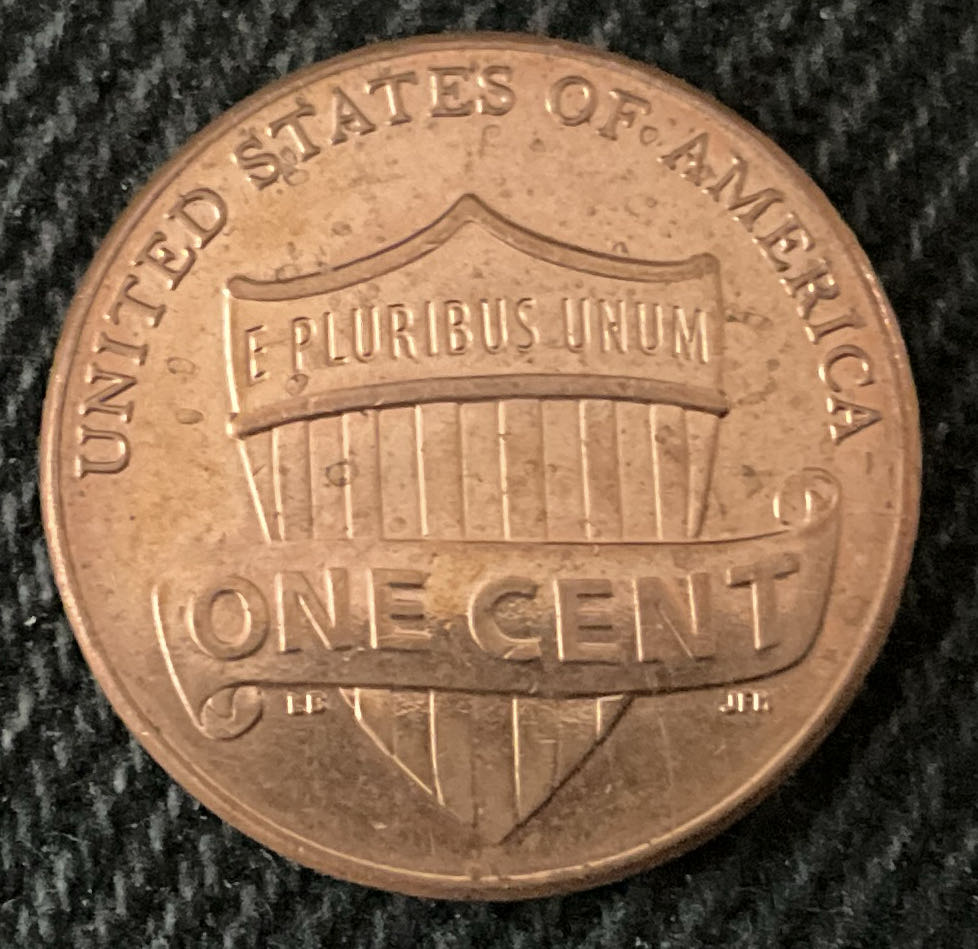 UNITED STATES OF AMERICA
E PLURIBUS UNUM
ONE CENT
LB JFM